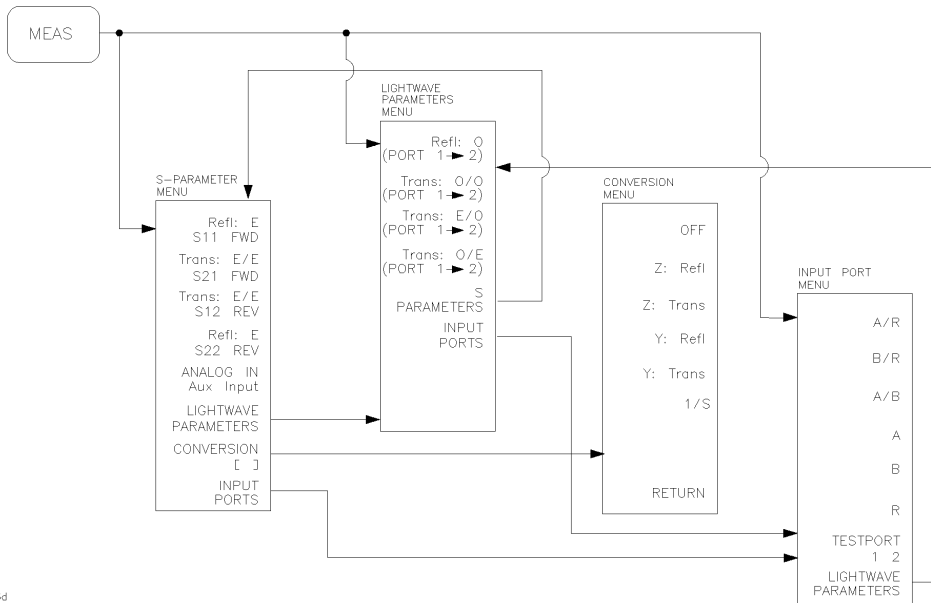 MEAS
LIGHTWAVE
PARAMETERS
MENU
Refl: O
(PORT 1→ 2)
Trans: O/O
(PORT 1→ 2)
Trans: E/O
(PORT 1→ 2)
Trans: O/E
(PORT 1→ 2)
S
PARAMETERS
INPUT
PORTS
S-PARAMETER
MENU
Refl: E
S11 FWD
Trans: E/E
S21 FWD
Trans: E/E
S12 REV
Refl: E
S22 REV
ANALOG IN
Aux Input
LIGHTWAVE
PARAMETERS
CONVERSION
[ ]
INPUT
PORTS
CONVERSION
MENU
OFF
Z: Refl
Z: Trans
Y: Refl
Y: Trans
1/S
RETURN
INPUT PORT
MENU
A/R
B/R
A/B
A
B
R
TESTPORT
1 2
LIGHTWAVE
PARAMETERS